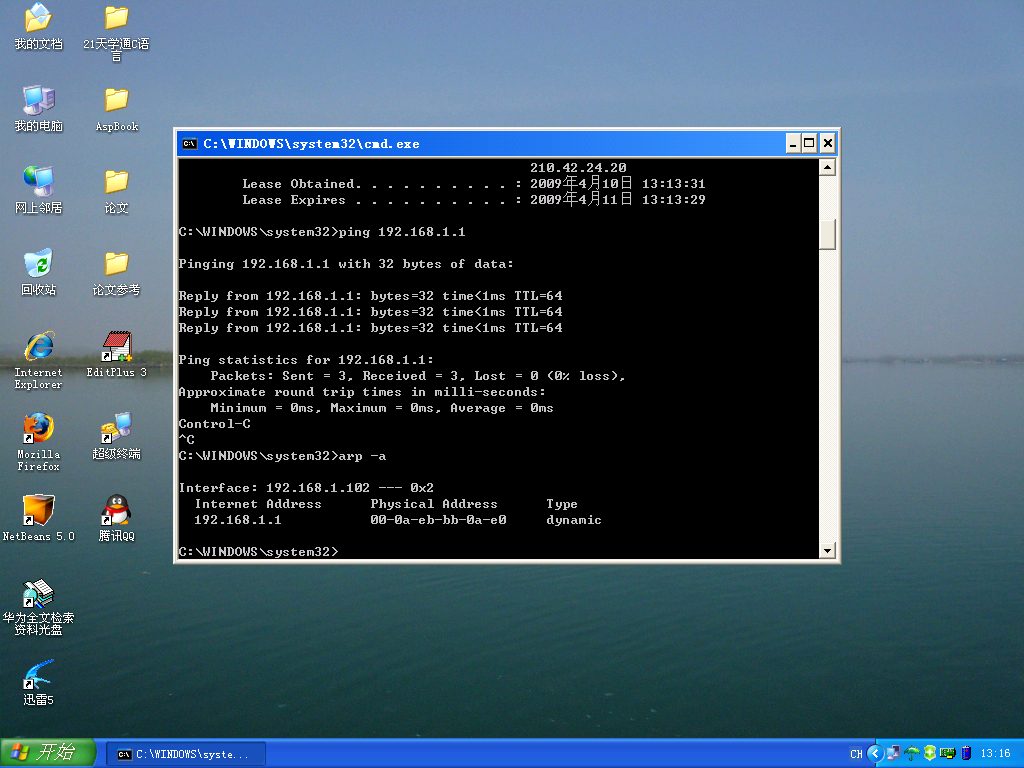 我的文档
21天学通C语
言
我的电脑
AspBook
网上邻居
论文
回收站
论文参考
Internet
Explorer
EditPlus 3
Mozilla
Firefox
超级终端
NetBeans 5.0
腾讯QQ
华为全文检索
资料光盘
迅雷5
C:\WINDOWS\system32\cmd.exe
210.42.24.20
Lease Obtained. . . . . . . . . . : 2009年4月10日 13:13:31
Lease Expires . . . . . . . . . . : 2009年4月11日 13:13:29
C:\WINDOWS\system32>ping 192.168.1.1
Pinging 192.168.1.1 with 32 bytes of data:
Reply from 192.168.1.1: bytes=32 time<1ms TTL=64
Reply from 192.168.1.1: bytes=32 time<1ms TTL=64
Reply from 192.168.1.1: bytes=32 time<1ms TTL=64
Ping statistics for 192.168.1.1:
Packets: Sent = 3, Received = 3, Lost = 0 (0% loss),
Approximate round trip times in milli-seconds:
Minimum = 0ms, Maximum = 0ms, Average = 0ms
Control-C
^C
C:\WINDOWS\system32>arp -a
Interface: 192.168.1.102 --- 0x2
Internet Address Physical Address Type
192.168.1.1 00-0a-eb-bb-0a-e0 dynamic
C:\WINDOWS\system32>
开始
C:\WINDOWS\syste...
CH
13:16